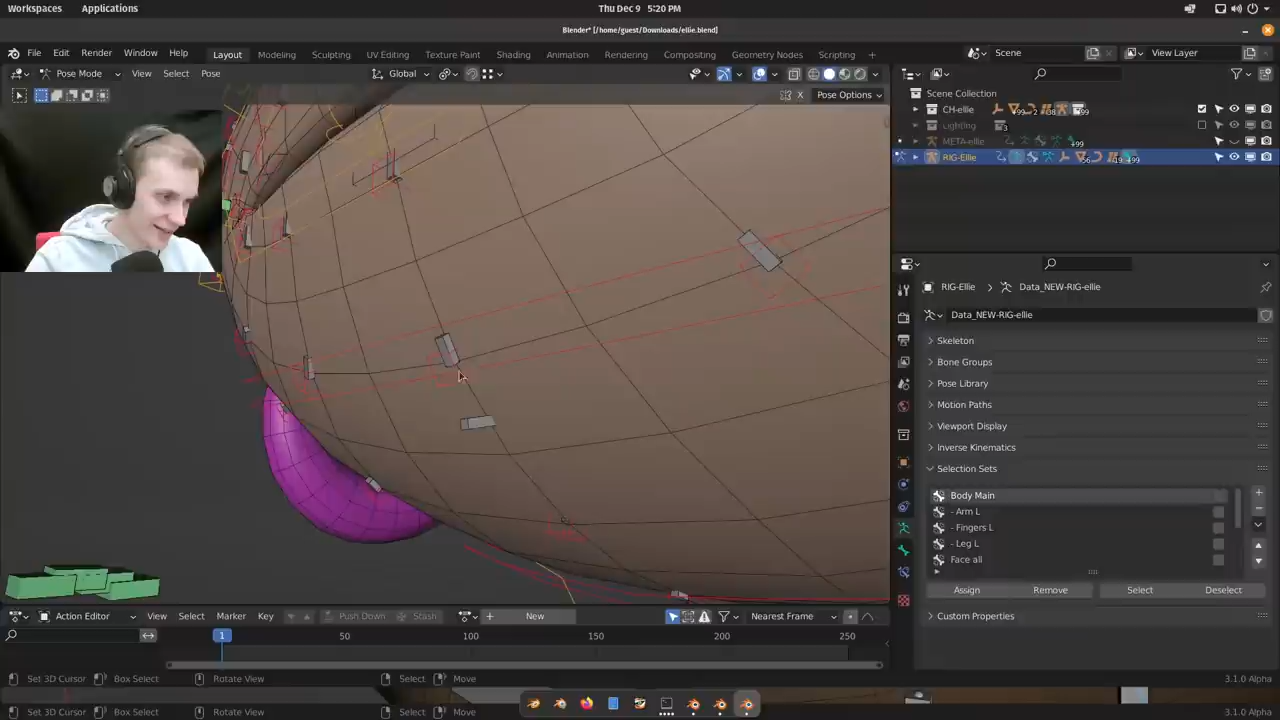 Workspaces Applications Thu Dec 9 5:20 PM
Blender* [/home/guest/Downloads/ellie.blend]
File Edit Render Window Help Layout Modeling Sculpting UV Editing Texture Paint Shading Animation Rendering Compositing Geometry Nodes Scripting + Scene View Layer
Pose Mode View Select Pose Global
X Pose Options
Scene Collection
CH-ellie
Lighting
META-ellie
RIG-Ellie
RIG-Ellie > Data_NEW-RIG-ellie
Data_NEW-RIG-ellie
Skeleton
Bone Groups
Pose Library
Motion Paths
Viewport Display
Inverse Kinematics
Selection Sets
Body Main
- Arm L
- Fingers L
- Leg L
Face all
Assign Remove Select Deselect
Custom Properties
Action Editor View Select Marker Key Push Down Stash + New Nearest Frame
1 50 100 150 200 250
Set 3D Cursor Box Select Rotate View Select Move 3.1.0 Alpha
Set 3D Cursor Box Select Rotate View Select Move 3.1.0 Alpha